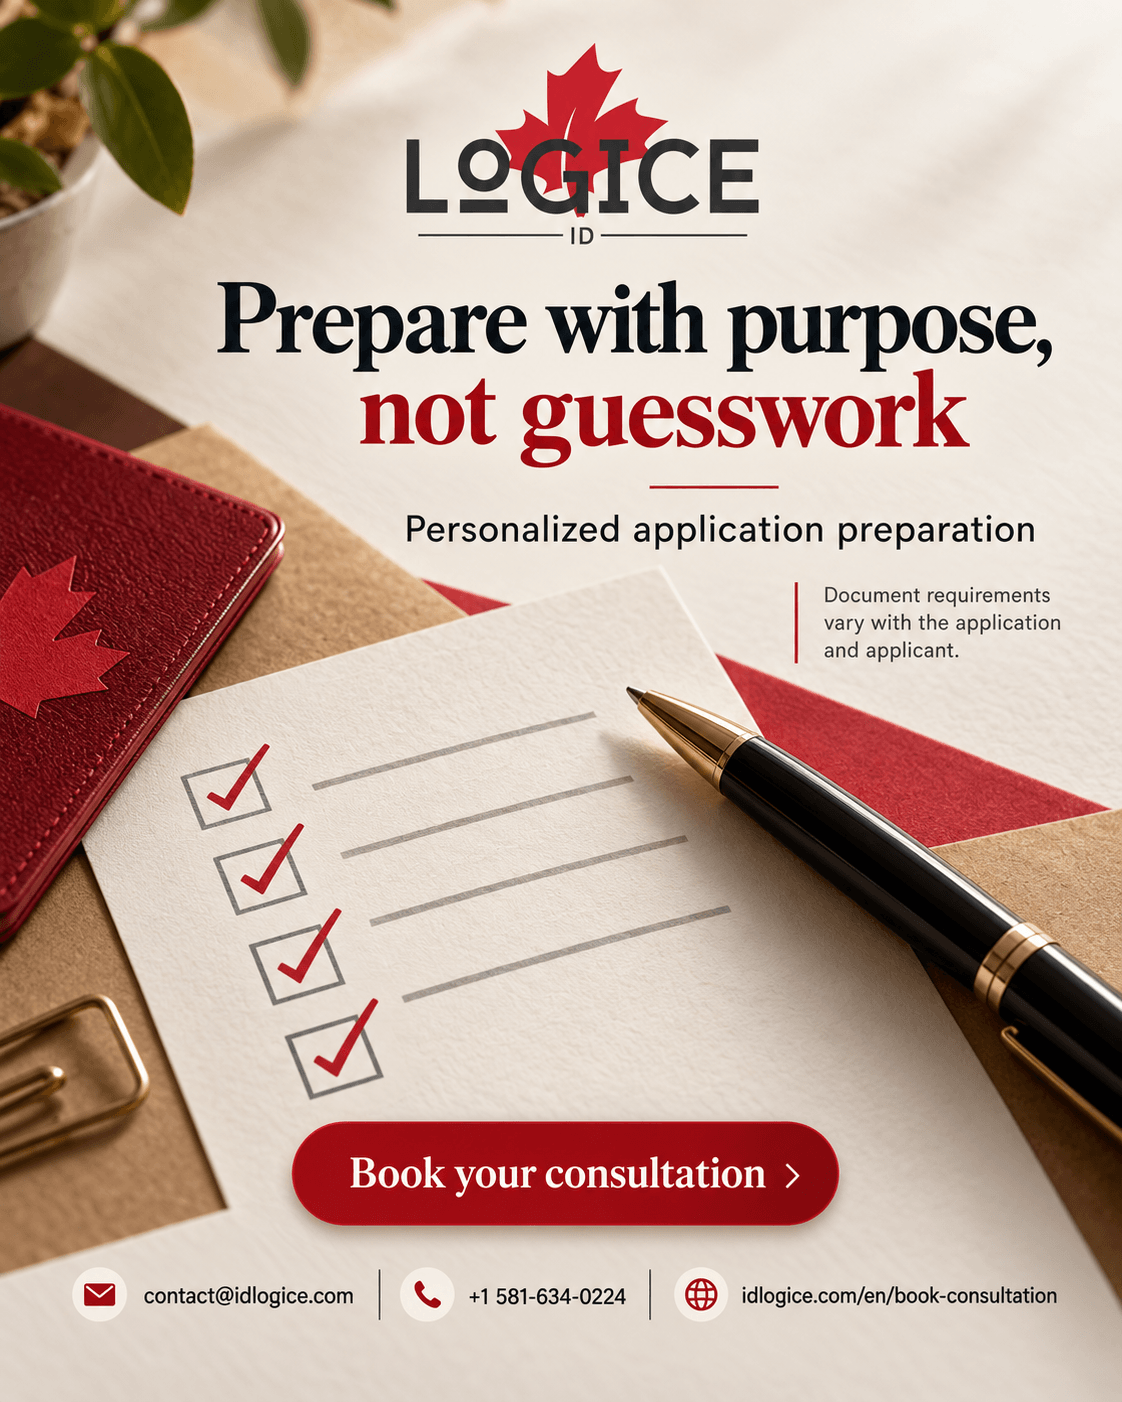 LOGICE
ID
Prepare with purpose,
not guesswork
Personalized application preparation
Document requirements
vary with the application
and applicant.
Book your consultation
contact@idlogice.com
+1 581-634-0224
idlogice.com/en/book-consultation